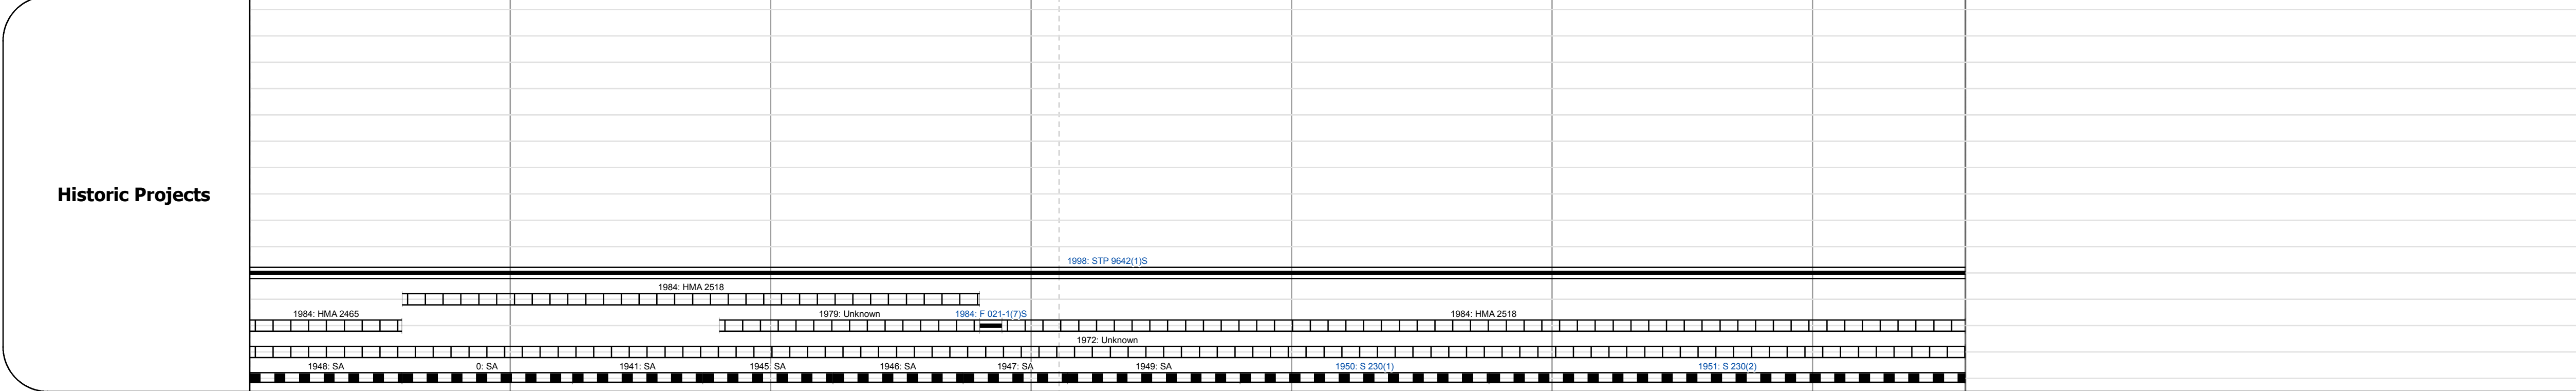 Historic Projects
1998: STP 9642(1)S
1984: HMA 2518
1984: HMA 2465 1979: Unknown 1984: F 021-1(7)S 1984: HMA 2518
1972: Unknown
1948: SA 0: SA 1941: SA 1945: SA 1946: SA 1947: SA 1949: SA 1950: S 230(1) 1951: S 230(2)